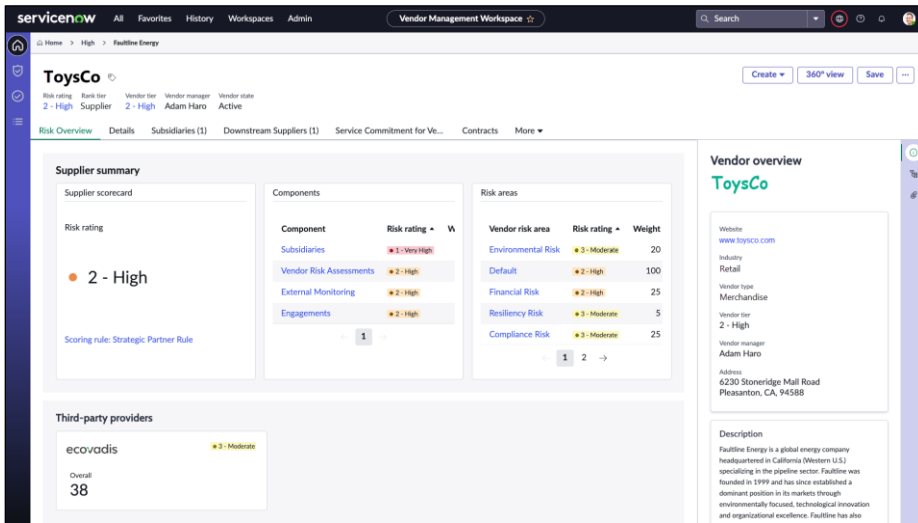 servicenow All Favorites History Workspaces Admin Vendor Management Workspace Search
Home > High > Faultline Energy
ToysCo
Create 360° view Save ...
Risk rating Rank tier Vendor tier Vendor manager Vendor state
2 - High Supplier 2 - High Adam Haro Active
Risk Overview Details Subsidiaries (1) Downstream Suppliers (1) Service Commitment for Ve... Contracts More
Supplier summary
Supplier scorecard
Risk rating
2 - High
Scoring rule: Strategic Partner Rule
Components
Component Risk rating W
Subsidiaries 1 - Very High
Vendor Risk Assessments 2 - High
External Monitoring 2 - High
Engagements 2 - High
1
Risk areas
Vendor risk area Risk rating Weight
Environmental Risk 3 - Moderate 20
Default 2 - High 100
Financial Risk 2 - High 25
Resiliency Risk 3 - Moderate 5
Compliance Risk 3 - Moderate 25
1 2
Third-party providers
ecovadis 3 - Moderate
Overall
38
Vendor overview
ToysCo
Website
www.toysco.com
Industry
Retail
Vendor type
Merchandise
Vendor tier
2 - High
Vendor manager
Adam Haro
Address
6230 Stoneridge Mall Road
Pleasanton, CA, 94588
Description
Faultline Energy is a global energy company
headquartered in California (Western U.S.)
specializing in the pipeline sector. Faultline was
founded in 1999 and has since established a
dominant position in its markets through
environmentally focused, technological innovation
and organizational excellence. Faultline has also